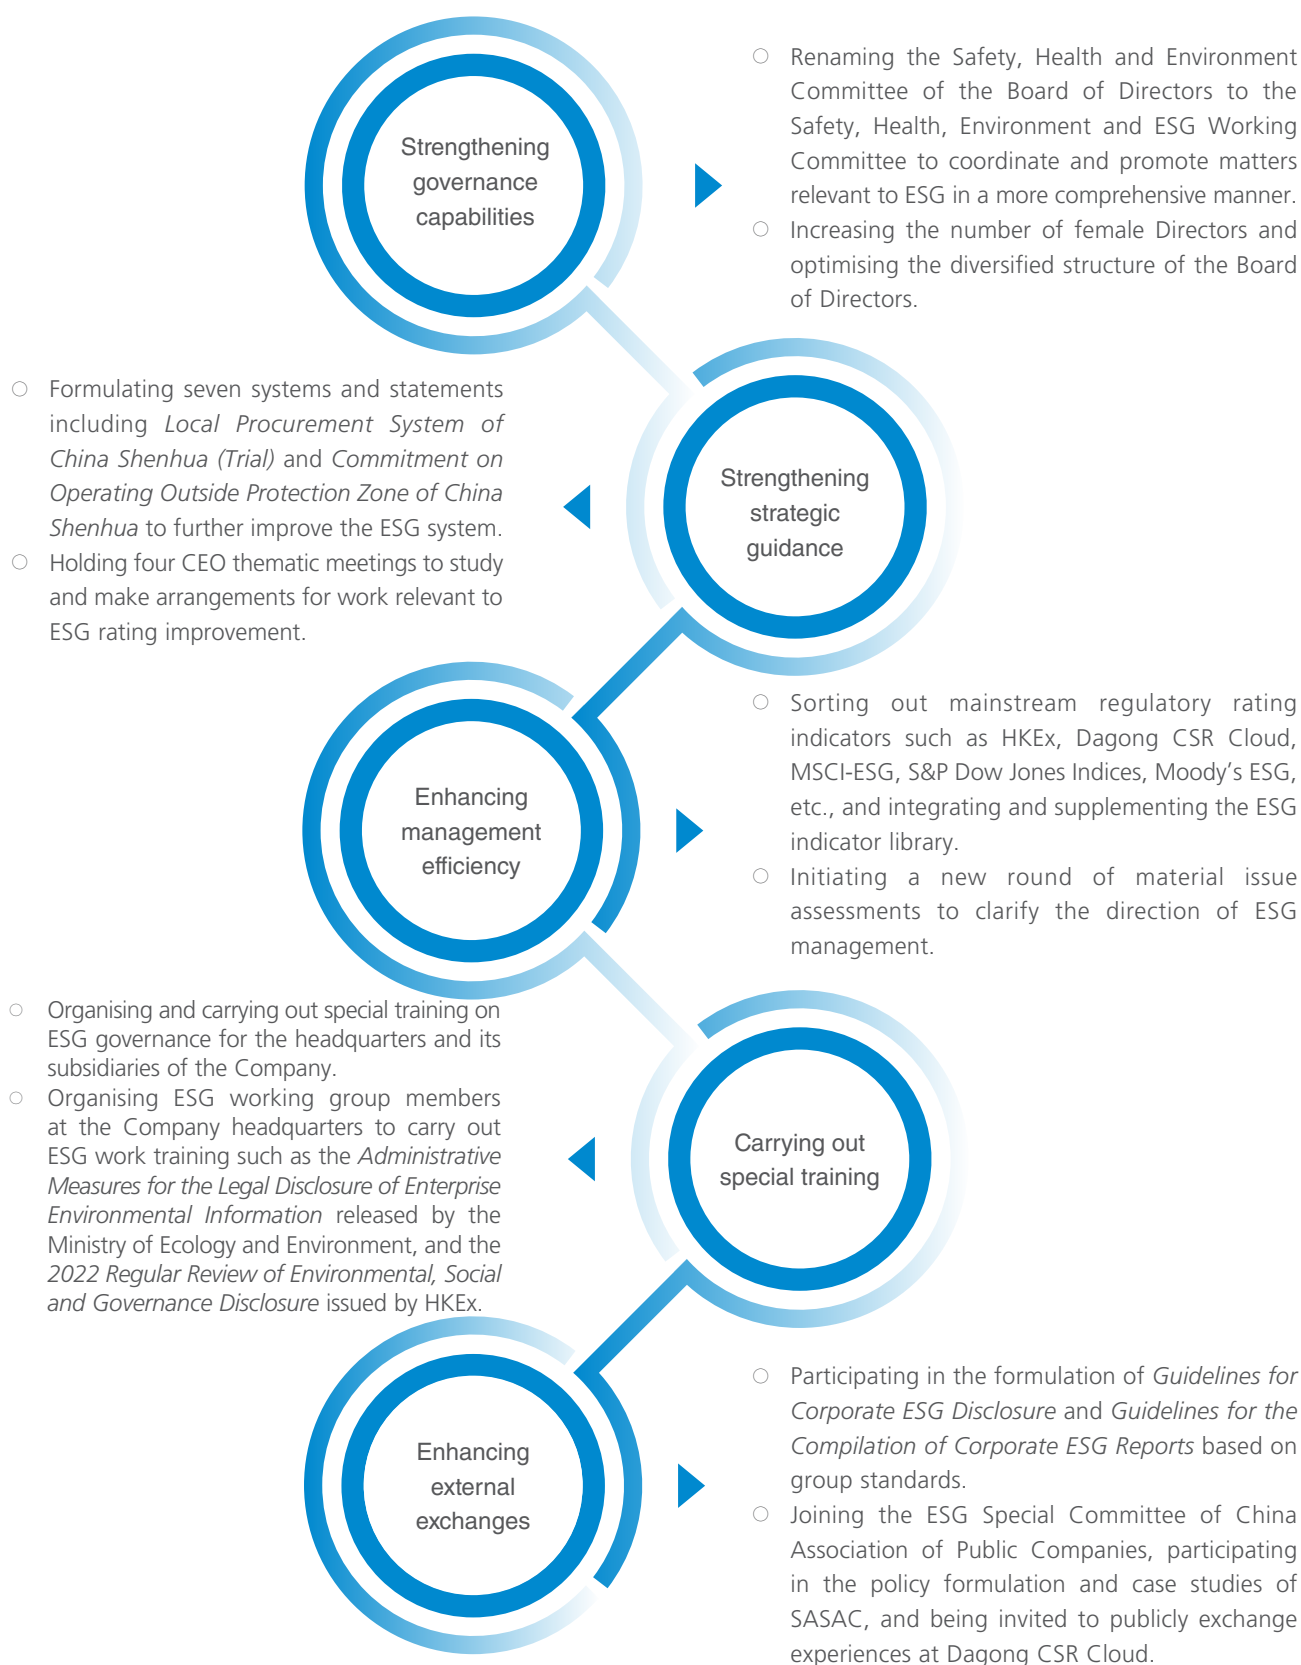 Strengthening
governance
capabilities
○ Renaming the Safety, Health and Environment
Committee of the Board of Directors to the
Safety, Health, Environment and ESG Working
Committee to coordinate and promote matters
relevant to ESG in a more comprehensive manner.
○ Increasing the number of female Directors and
optimising the diversified structure of the Board
of Directors.
Strengthening
strategic
guidance
○ Formulating seven systems and statements
including Local Procurement System of
China Shenhua (Trial) and Commitment on
Operating Outside Protection Zone of China
Shenhua to further improve the ESG system.
○ Holding four CEO thematic meetings to study
and make arrangements for work relevant to
ESG rating improvement.
Enhancing
management
efficiency
○ Sorting out mainstream regulatory rating
indicators such as HKEx, Dagong CSR Cloud,
MSCI-ESG, S&P Dow Jones Indices, Moody’s ESG,
etc., and integrating and supplementing the ESG
indicator library.
○ Initiating a new round of material issue
assessments to clarify the direction of ESG
management.
Carrying out
special training
○ Organising and carrying out special training on
ESG governance for the headquarters and its
subsidiaries of the Company.
○ Organising ESG working group members
at the Company headquarters to carry out
ESG work training such as the Administrative
Measures for the Legal Disclosure of Enterprise
Environmental Information released by the
Ministry of Ecology and Environment, and the
2022 Regular Review of Environmental, Social
and Governance Disclosure issued by HKEx.
Enhancing
external
exchanges
○ Participating in the formulation of Guidelines for
Corporate ESG Disclosure and Guidelines for the
Compilation of Corporate ESG Reports based on
group standards.
○ Joining the ESG Special Committee of China
Association of Public Companies, participating
in the policy formulation and case studies of
SASAC, and being invited to publicly exchange
experiences at Dagong CSR Cloud.